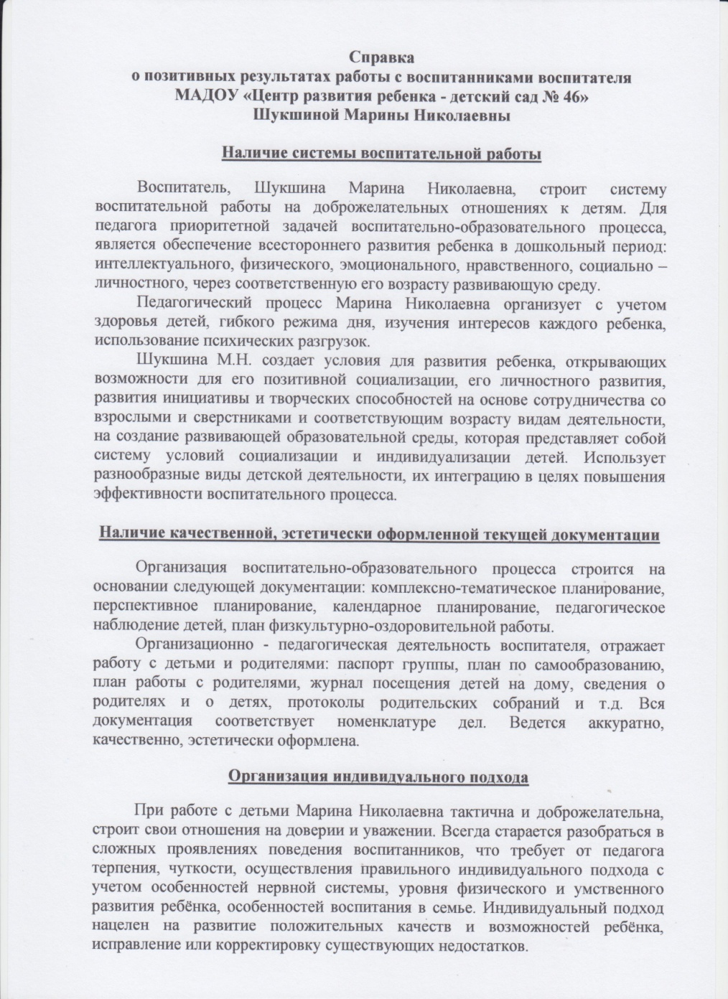 Справка
о позитивных результатах работы с воспитанниками воспитателя
МАДОУ «Центр развития ребенка - детский сад № 46»
Шукшиной Марины Николаевны
Наличие системы воспитательной работы
Воспитатель, Шукшина Марина Николаевна, строит систему
воспитательной работы на доброжелательных отношениях к детям. Для
педагога приоритетной задачей воспитательно-образовательного процесса,
является обеспечение всестороннего развития ребенка в дошкольный период:
интеллектуального, физического, эмоционального, нравственного, социально –
личностного, через соответственную его возрасту развивающую среду.
Педагогический процесс Марина Николаевна организует с учетом
здоровья детей, гибкого режима дня, изучения интересов каждого ребенка,
использование психических разгрузок.
Шукшина М.Н. создает условия для развития ребенка, открывающих
возможности для его позитивной социализации, его личностного развития,
развития инициативы и творческих способностей на основе сотрудничества со
взрослыми и сверстниками и соответствующим возрасту видам деятельности,
на создание развивающей образовательной среды, которая представляет собой
систему условий социализации и индивидуализации детей. Использует
разнообразные виды детской деятельности, их интеграцию в целях повышения
эффективности воспитательного процесса.
Наличие качественной, эстетически оформленной текущей документации
Организация воспитательно-образовательного процесса строится на
основании следующей документации: комплексно-тематическое планирование,
перспективное планирование, календарное планирование, педагогическое
наблюдение детей, план физкультурно-оздоровительной работы.
Организационно - педагогическая деятельность воспитателя, отражает
работу с детьми и родителями: паспорт группы, план по самообразованию,
план работы с родителями, журнал посещения детей на дому, сведения о
родителях и о детях, протоколы родительских собраний и т.д. Вся
документация соответствует номенклатуре дел. Ведется аккуратно,
качественно, эстетически оформлена.
Организация индивидуального подхода
При работе с детьми Марина Николаевна тактична и доброжелательна,
строит свои отношения на доверии и уважении. Всегда старается разобраться в
сложных проявлениях поведения воспитанников, что требует от педагога
терпения, чуткости, осуществления правильного индивидуального подхода с
учетом особенностей нервной системы, уровня физического и умственного
развития ребёнка, особенностей воспитания в семье. Индивидуальный подход
нацелен на развитие положительных качеств и возможностей ребёнка,
исправление или корректировку существующих недостатков.